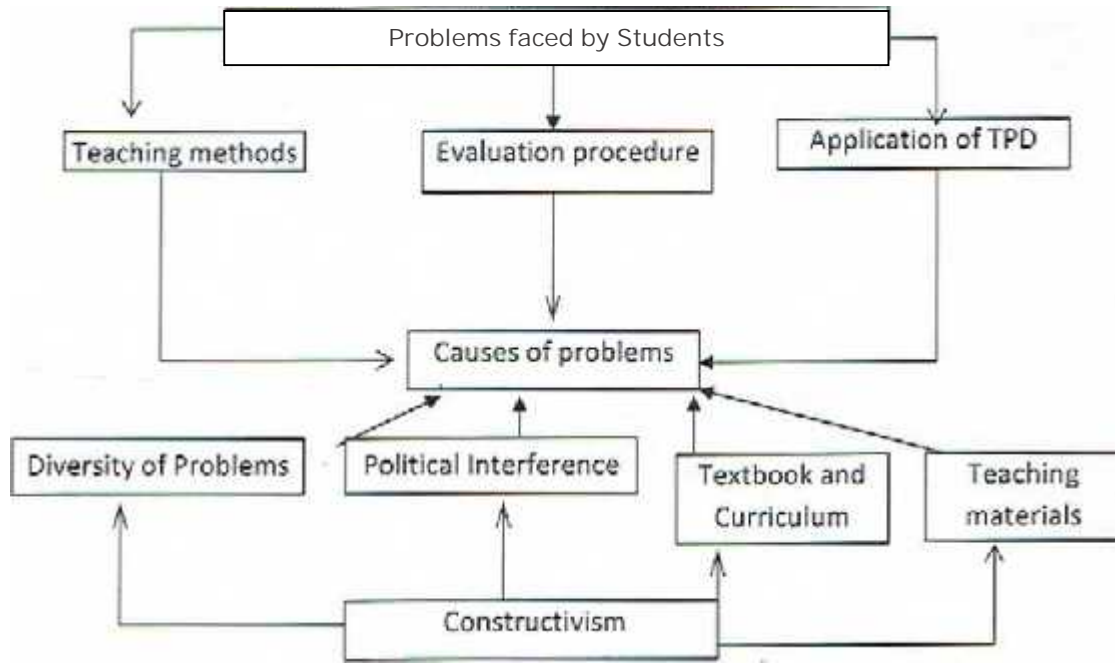 Problems faced by Students
Teaching methods
Evaluation procedure
Application of TPD
Causes of problems
Diversity of Problems
Political Interference
Textbook and
Curriculum
Teaching
materials
Constructivism